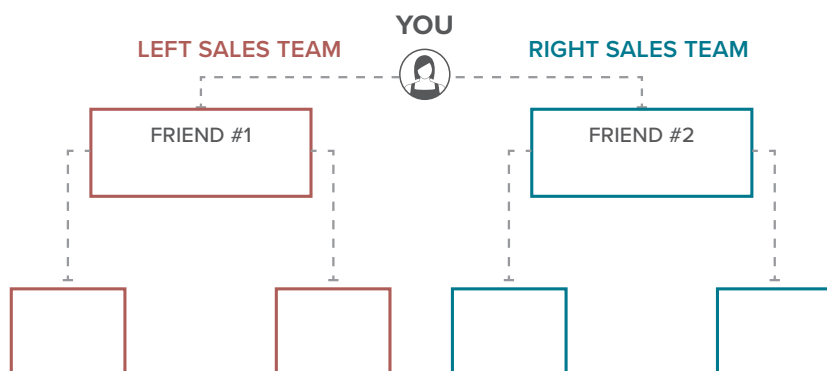 YOU
LEFT SALES TEAM
RIGHT SALES TEAM
FRIEND #1
FRIEND #2